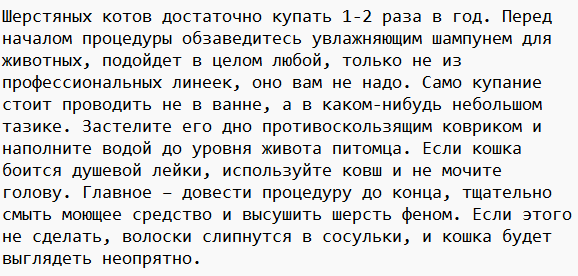 Шерстяных котов достаточно купать 1-2 раза в год. Перед
началом процедуры обзаведитесь увлажняющим шампунем для
животных, подойдет в целом любой, только не из
профессиональных линеек, оно вам не надо. Само купание
стоит проводить не в ванне, а в каком-нибудь небольшом
тазике. Застелите его дно противоскользящим ковриком и
наполните водой до уровня живота питомца. Если кошка
боится душевой лейки, используйте ковш и не мочите
голову. Главное – довести процедуру до конца, тщательно
смыть моющее средство и высушить шерсть феном. Если этого
не сделать, волоски слипнутся в сосульки, и кошка будет
выглядеть неопрятно.